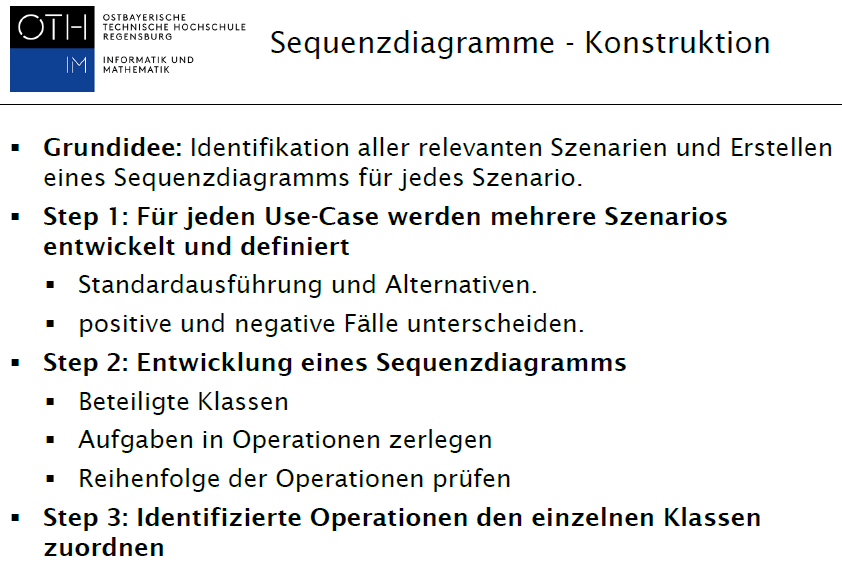 OTH
OSTBAYERISCHE
TECHNISCHE HOCHSCHULE
REGENSBURG
IM
INFORMATIK UND
MATHEMATIK
Sequenzdiagramme - Konstruktion
▪ Grundidee: Identifikation aller relevanten Szenarien und Erstellen
eines Sequenzdiagramms für jedes Szenario.
▪ Step 1: Für jeden Use-Case werden mehrere Szenarios
entwickelt und definiert
▪ Standardausführung und Alternativen.
▪ positive und negative Fälle unterscheiden.
▪ Step 2: Entwicklung eines Sequenzdiagramms
▪ Beteiligte Klassen
▪ Aufgaben in Operationen zerlegen
▪ Reihenfolge der Operationen prüfen
▪ Step 3: Identifizierte Operationen den einzelnen Klassen
zuordnen